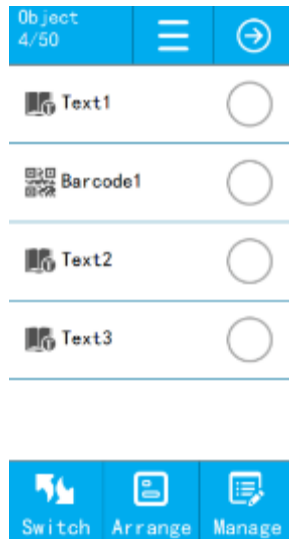 Object
4/50
Text1
Barcode1
Text2
Text3
Switch Arrange Manage